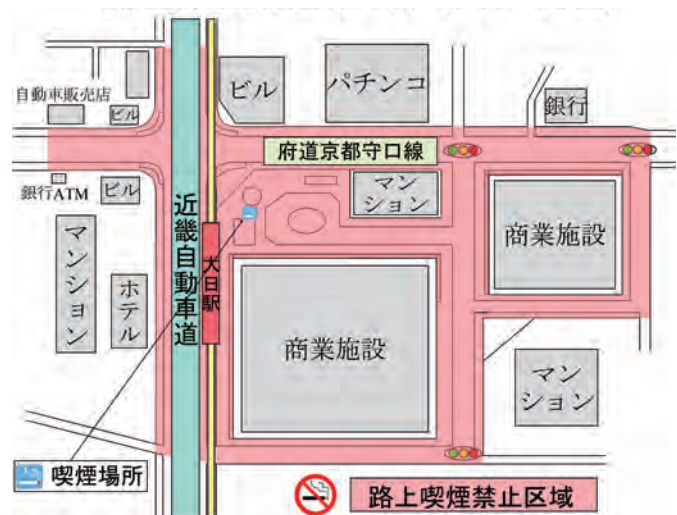 ビル
パチンコ
自動車販売店
ビル
銀行
府道京都守口線
銀行ATM
ビル
マン
ション
近畿自動車道
大日駅
商業施設
マンション
ホテル
商業施設
マン
ション
喫煙場所
路上喫煙禁止区域